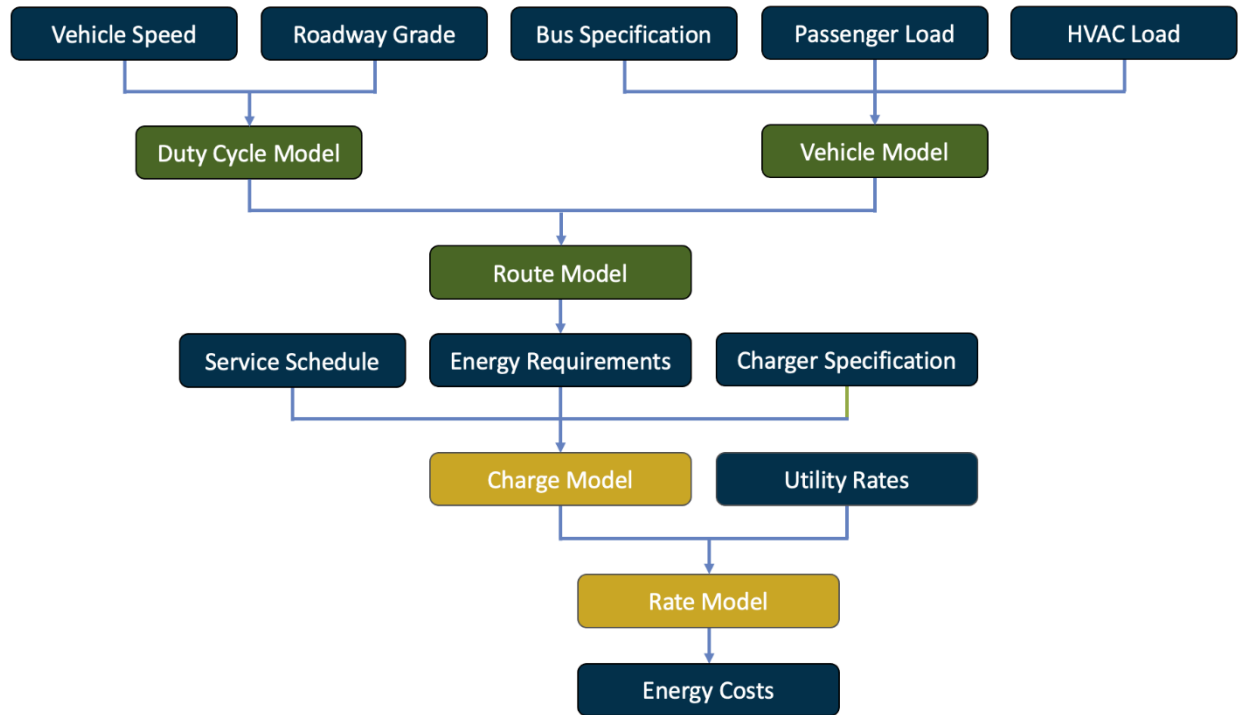 Vehicle Speed
Roadway Grade
Bus Specification
Passenger Load
HVAC Load
Duty Cycle Model
Vehicle Model
Route Model
Service Schedule
Energy Requirements
Charger Specification
Charge Model
Utility Rates
Rate Model
Energy Costs